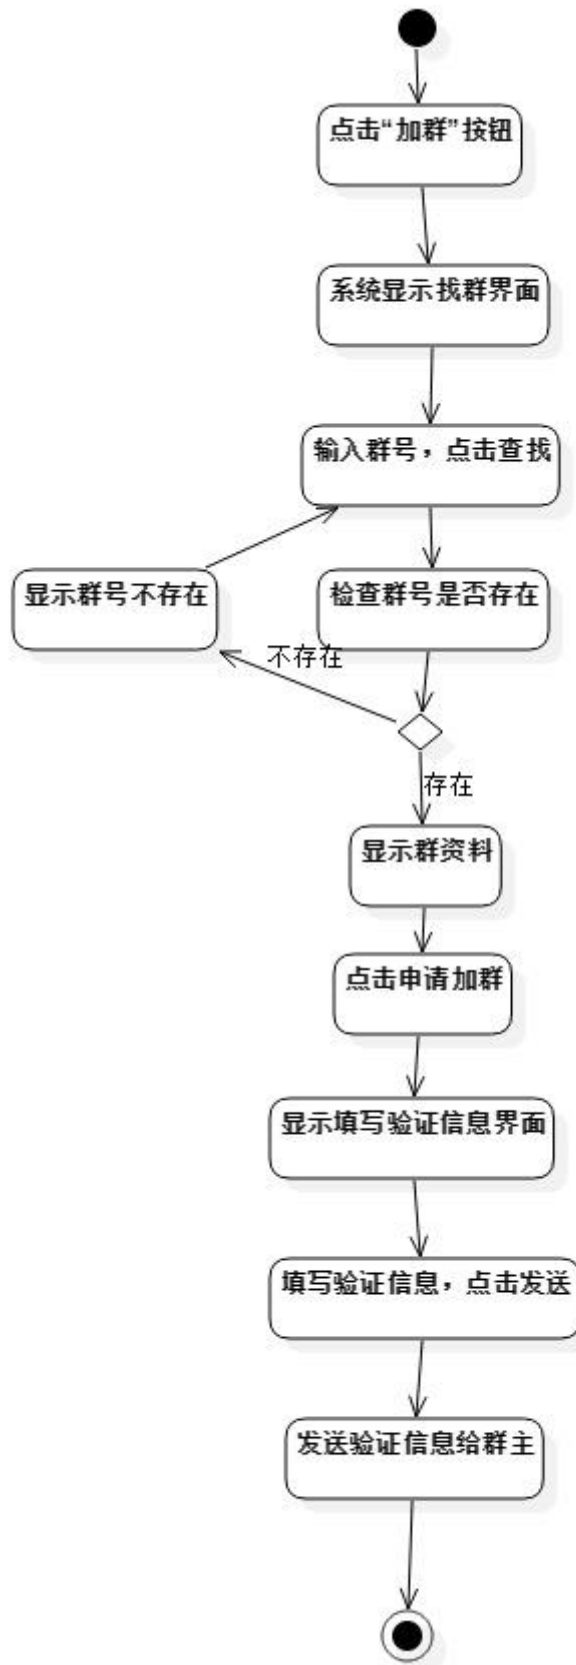 点击“加群”按钮
系统显示找群界面
输入群号，点击查找
显示群号不存在
检查群号是否存在
不存在
存在
显示群资料
点击申请加群
显示填写验证信息界面
填写验证信息，点击发送
发送验证信息给群主